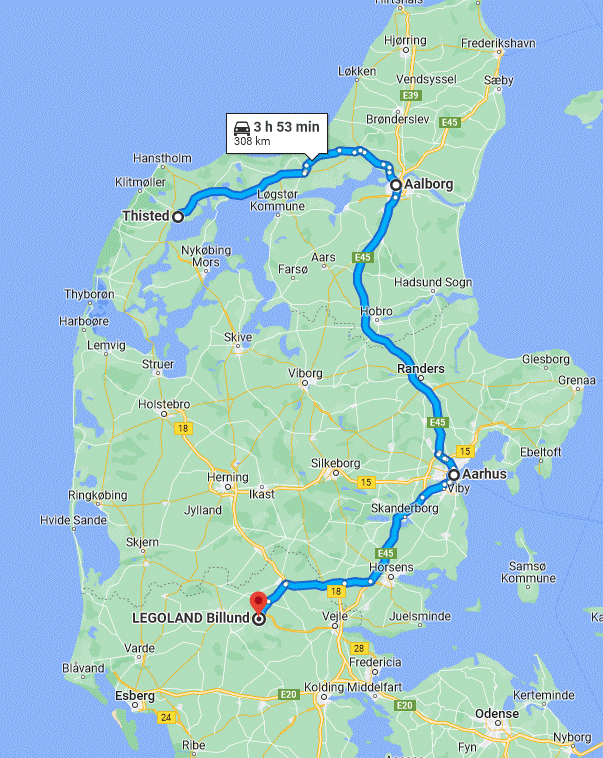 Hirtshals
Hjørring
Frederikshavn
Løkken
Vendsyssel
Sæby
E39
Brønderslev
E45
3 h 53 min
308 km
Hanstholm
Klitmøller
Aalborg
Løgstør
Kommune
Thisted
Nykøbing
Mors
Aars
E45
Farsø
Hadsund Sogn
Thyborøn
Hobro
Harboøre
Skive
Lemvig
Glesborg
Struer
Randers
Viborg
Grenaa
Holstebro
E45
18
15
Ebeltoft
Silkeborg
Aarhus
Herning
15
Viby
Ikast
Ringkøbing
Jylland
Skanderborg
Hvide Sande
Skjern
E45
Samsø
Kommune
Horsens
18
LEGOLAND Billund
Juelsminde
Vejle
Varde
28
Blåvand
Fredericia
Esberg
E20
Kolding
Middelfart
Kerteminde
E20
24
Odense
Nyborg
Ribe
Fyn